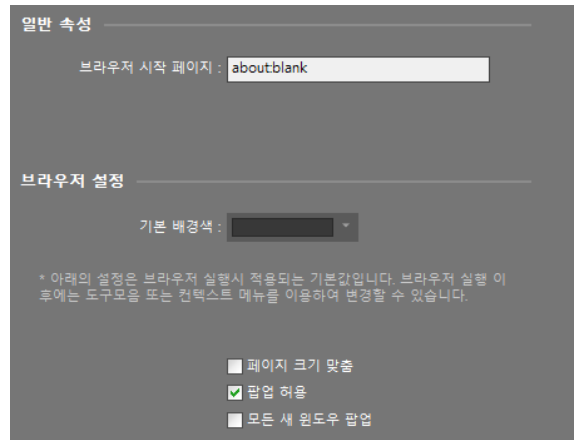 일반 속성
브라우저 시작 페이지 : about:blank
브라우저 설정
기본 배경색 :
* 아래의 설정은 브라우저 실행시 적용되는 기본값입니다. 브라우저 실행 이
후에는 도구모음 또는 컨텍스트 메뉴를 이용하여 변경할 수 있습니다.
페이지 크기 맞춤
팝업 허용
모든 새 윈도우 팝업